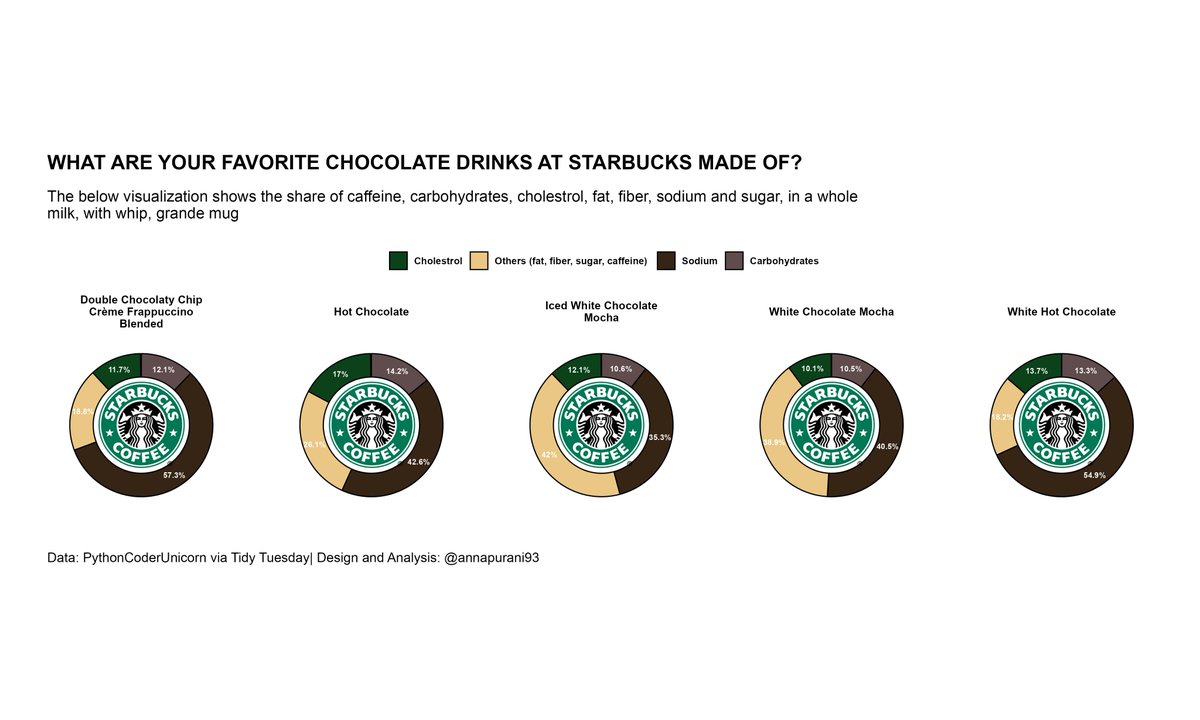 WHAT ARE YOUR FAVORITE CHOCOLATE DRINKS AT STARBUCKS MADE OF?
The below visualization shows the share of caffeine, carbohydrates, cholestrol, fat, fiber, sodium and sugar, in a whole
milk, with whip, grande mug
Cholestrol Others (fat, fiber, sugar, caffeine) Sodium Carbohydrates
Double Chocolaty Chip
Crème Frappuccino
Blended
11.7% 12.1%
57.3%
STARBUCKS
COFFEE
Hot Chocolate
17% 14.2%
26.1%
42.6%
STARBUCKS
COFFEE
Iced White Chocolate
Mocha
12.1% 10.6%
35.3%
42%
STARBUCKS
COFFEE
White Chocolate Mocha
10.1% 10.5%
38.9% 40.5%
STARBUCKS
COFFEE
White Hot Chocolate
13.7% 13.3%
18.2%
54.9%
STARBUCKS
COFFEE
Data: PythonCoderUnicorn via Tidy Tuesday| Design and Analysis: @annapurani93